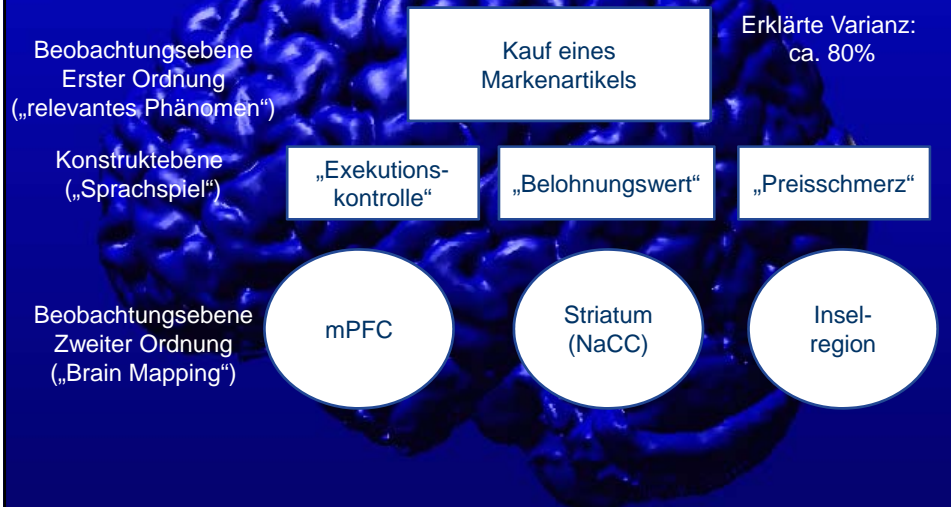 Beobachtungsebene
Erster Ordnung
(„relevantes Phänomen“)
Kauf eines
Markenartikels
Erklärte Varianz:
ca. 80%
Konstruktebene
(„Sprachspiel“)
„Exekutions-
kontrolle“
„Belohnungswert“
„Preisschmerz“
Beobachtungsebene
Zweiter Ordnung
(„Brain Mapping“)
mPFC
Striatum
(NaCC)
Insel-
region